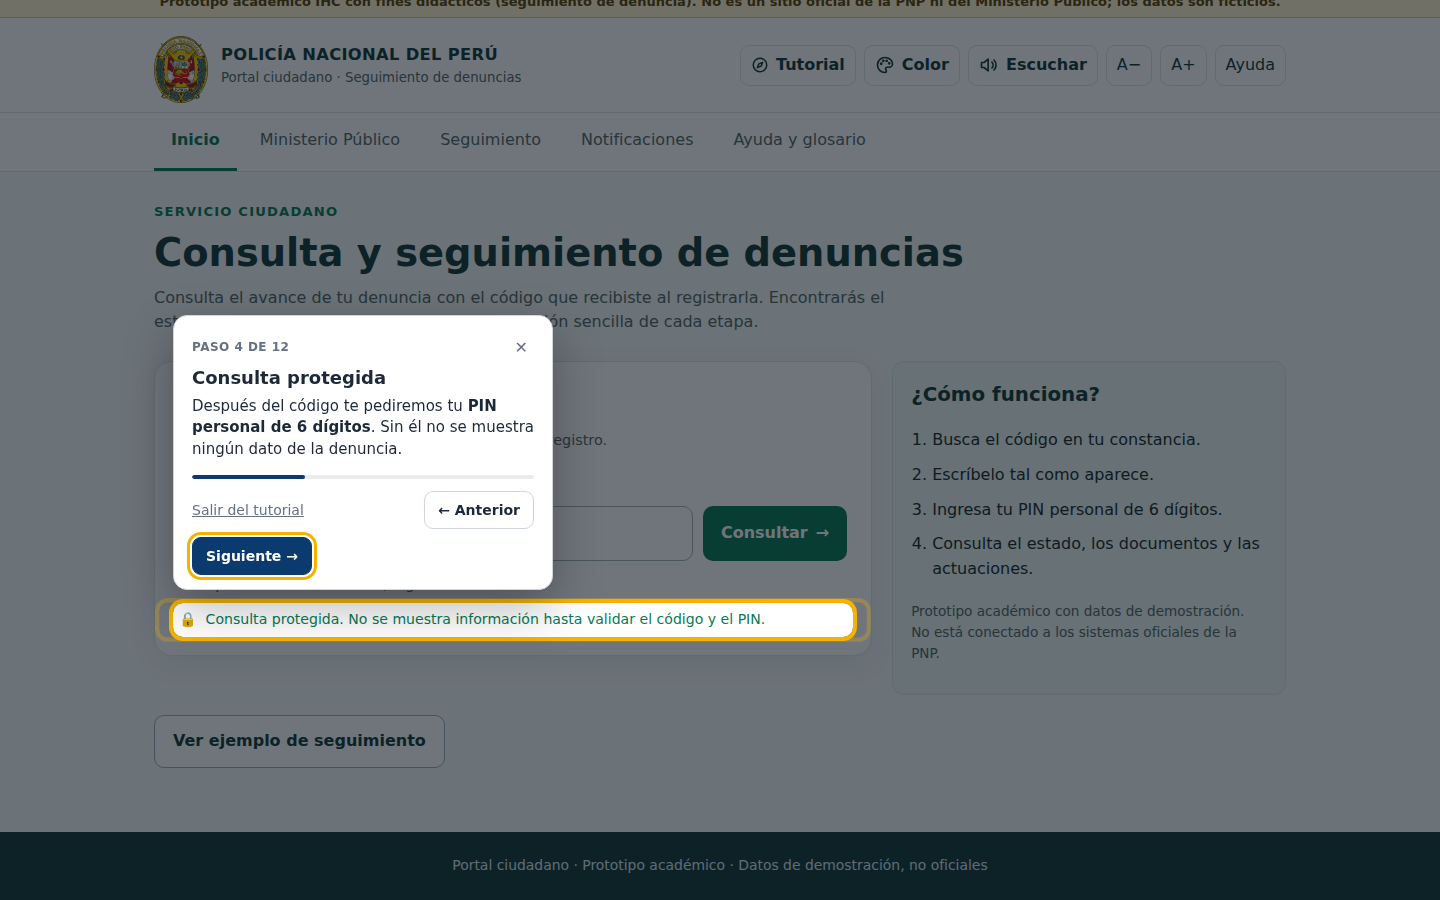 Prototipo académico IHC con fines didácticos (seguimiento de denuncia). No es un sitio oficial de la PNP ni del Ministerio Público; los datos son ficticios.
POLICÍA NACIONAL DEL PERÚ
Portal ciudadano · Seguimiento de denuncias
Tutorial
Color
Escuchar
A−
A+
Ayuda
Inicio
Ministerio Público
Seguimiento
Notificaciones
Ayuda y glosario
SERVICIO CIUDADANO
Consulta y seguimiento de denuncias
Consulta el avance de tu denuncia con el código que recibiste al registrarla. Encontrarás el
sencilla de cada etapa.
PASO 4 DE 12
×
Consulta protegida
Después del código te pediremos tu PIN
personal de 6 dígitos. Sin él no se muestra
ningún dato de la denuncia.
Salir del tutorial
← Anterior
Siguiente →
Consultar →
🔒 Consulta protegida. No se muestra información hasta validar el código y el PIN.
¿Cómo funciona?
1. Busca el código en tu constancia.
2. Escríbelo tal como aparece.
3. Ingresa tu PIN personal de 6 dígitos.
4. Consulta el estado, los documentos y las
actuaciones.
Prototipo académico con datos de demostración.
No está conectado a los sistemas oficiales de la
PNP.
Ver ejemplo de seguimiento
Portal ciudadano · Prototipo académico · Datos de demostración, no oficiales